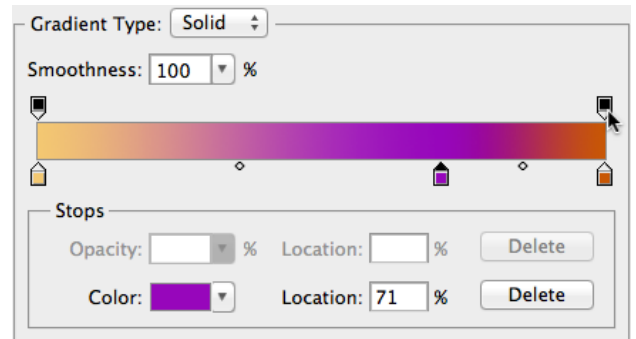 Gradient Type: Solid
Smoothness: 100 %
Stops
Opacity: % Location: % Delete
Color: Location: 71 % Delete